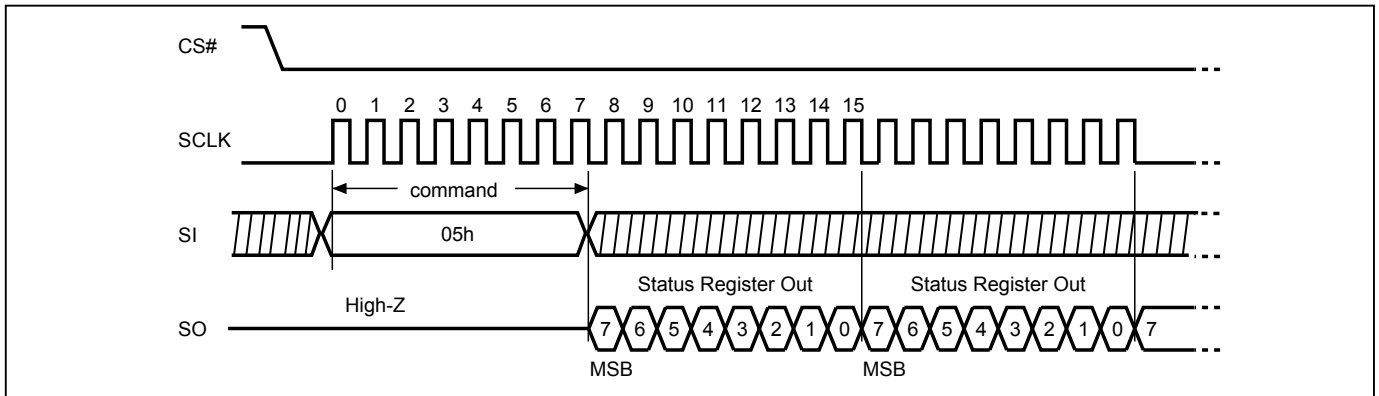 CS#
0 1 2 3 4 5 6 7 8 9 10 11 12 13 14 15
SCLK
command
SI 05h
Status Register Out Status Register Out
High-Z
SO 7 6 5 4 3 2 1 0 7 6 5 4 3 2 1 0 7
MSB MSB